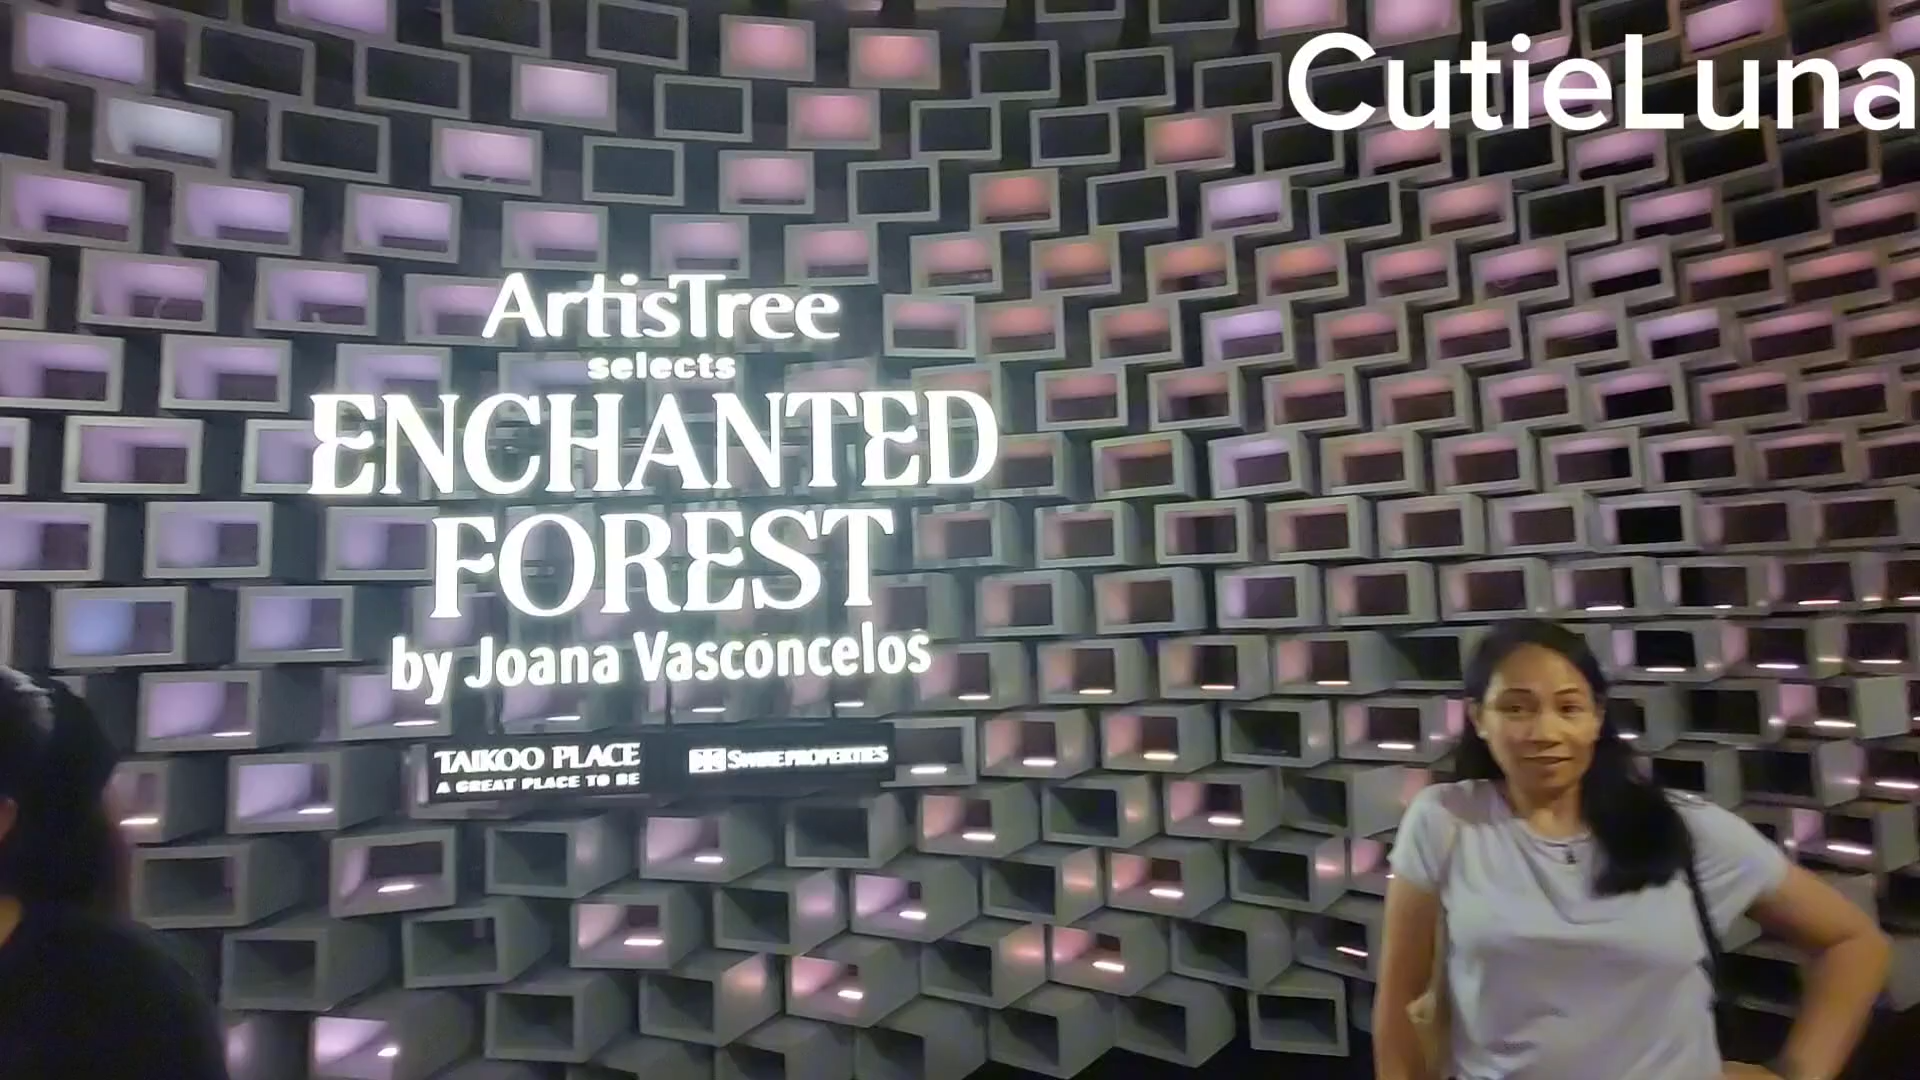 CutieLuna
ArtisTree
selects
ENCHANTED
FOREST
by Joana Vasconcelos
TAIKOO PLACE
A GREAT PLACE TO BE
SWIRE PROPERTIES